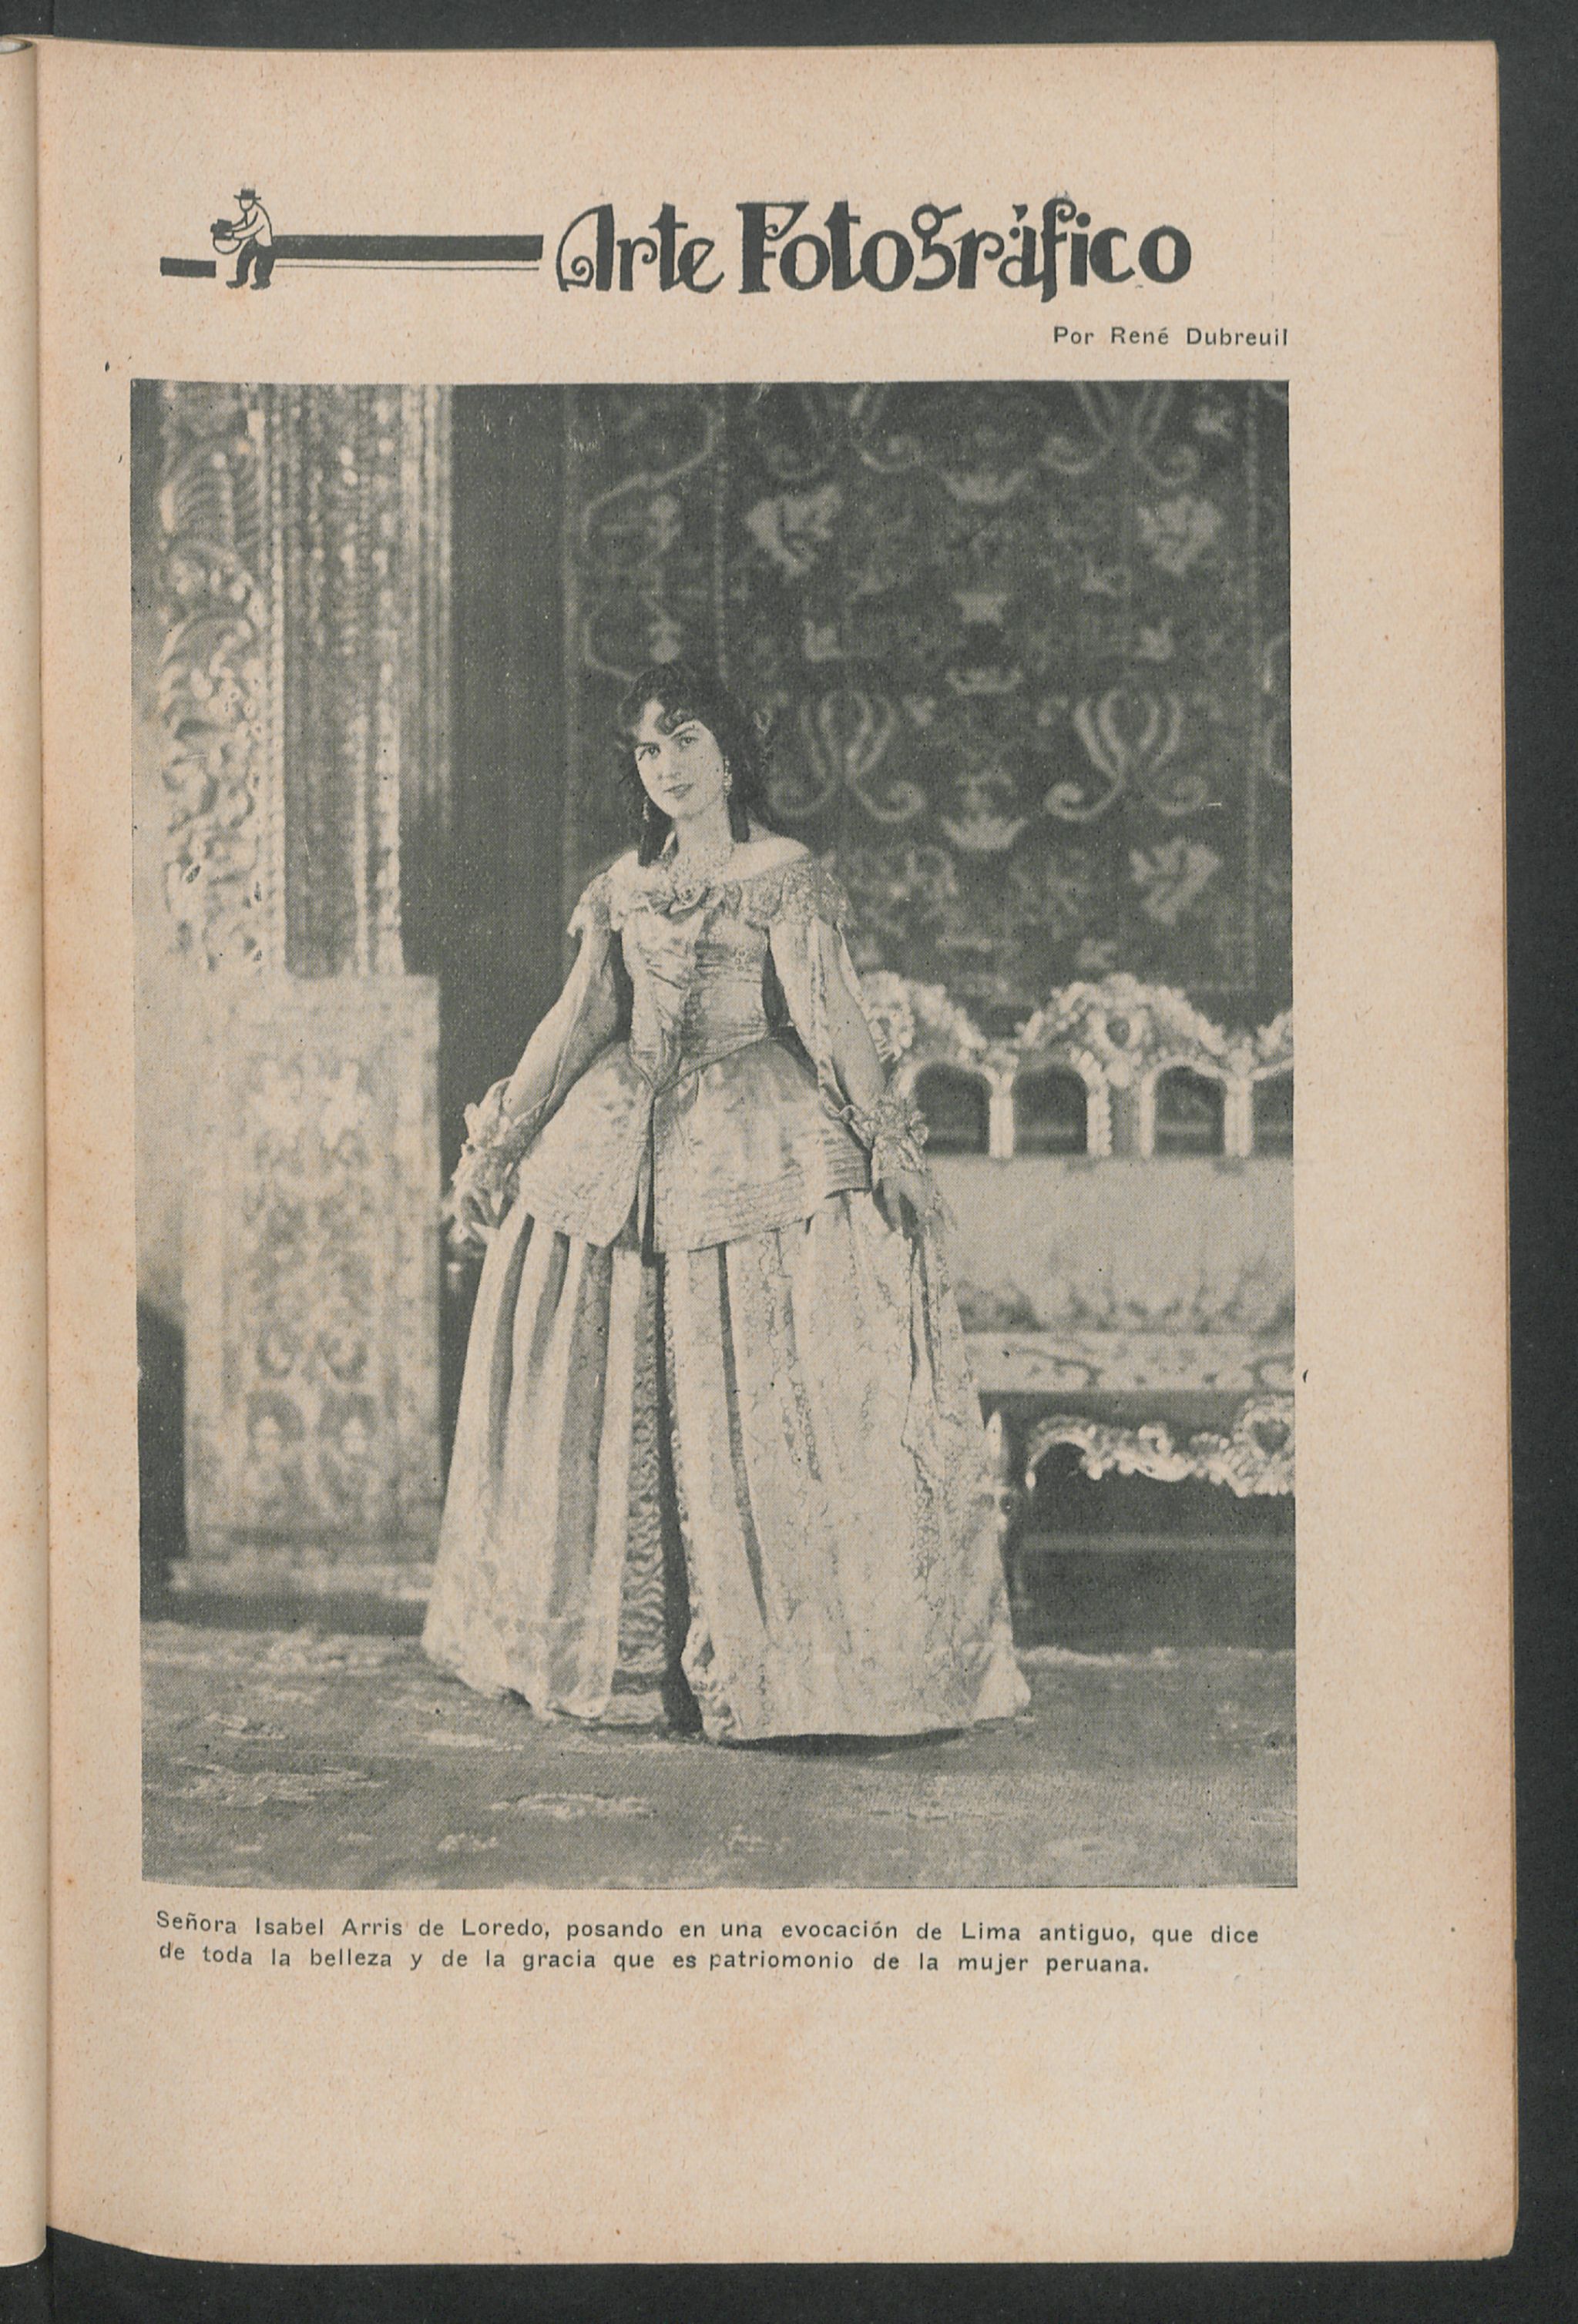 Arte Fotográfico
Por René Dubreuil
Señora Isabel Arris de Loredo, posando en una evocación de Lima antiguo, que dice
de toda la belleza y de la gracia que es patriomonio de la mujer peruana.